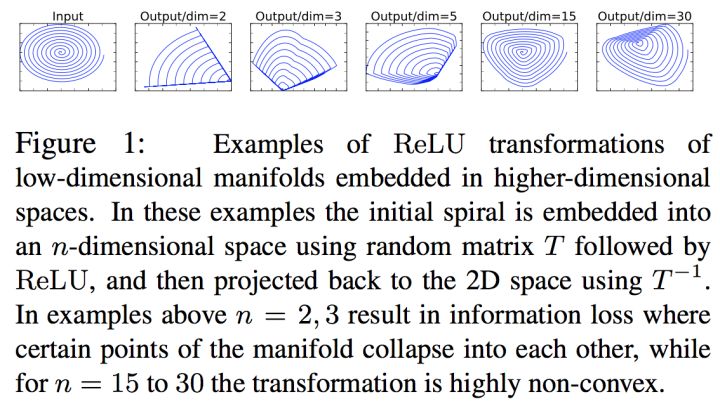 Input Output/dim=2 Output/dim=3 Output/dim=5 Output/dim=15 Output/dim=30
Figure 1: Examples of ReLU transformations of
low-dimensional manifolds embedded in higher-dimensional
spaces. In these examples the initial spiral is embedded into
an n-dimensional space using random matrix T followed by
ReLU, and then projected back to the 2D space using T⁻¹.
In examples above n = 2, 3 result in information loss where
certain points of the manifold collapse into each other, while
for n = 15 to 30 the transformation is highly non-convex.